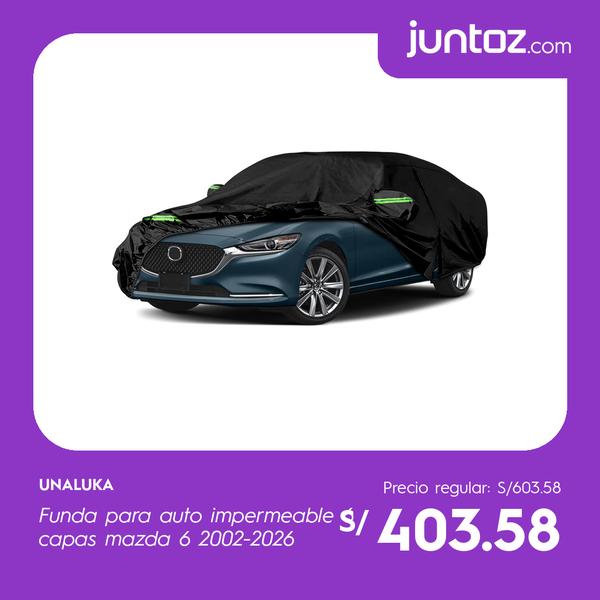 juntoz.com
UNALUKA
Funda para auto impermeable
capas mazda 6 2002-2026
Precio regular: S/603.58
S/ 403.58